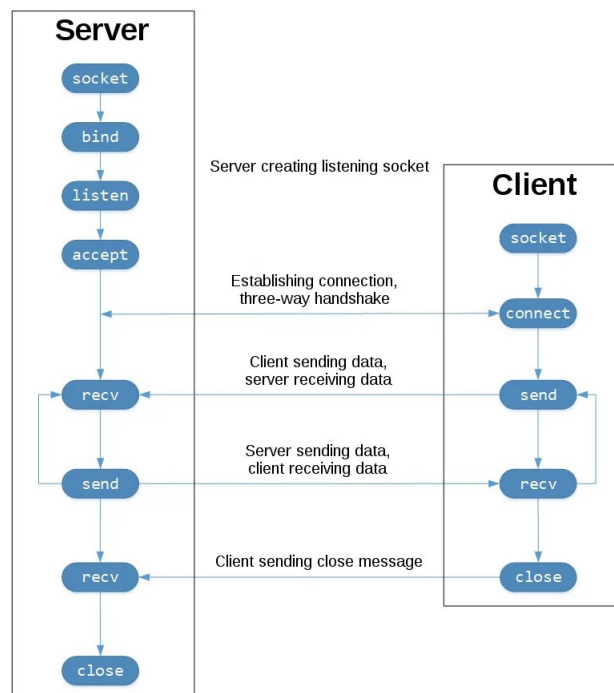 Server
socket
bind
Server creating listening socket
listen
Client
accept
socket
Establishing connection,
three-way handshake
connect
Client sending data,
server receiving data
recv
send
Server sending data,
client receiving data
send
recv
Client sending close message
recv
close
close